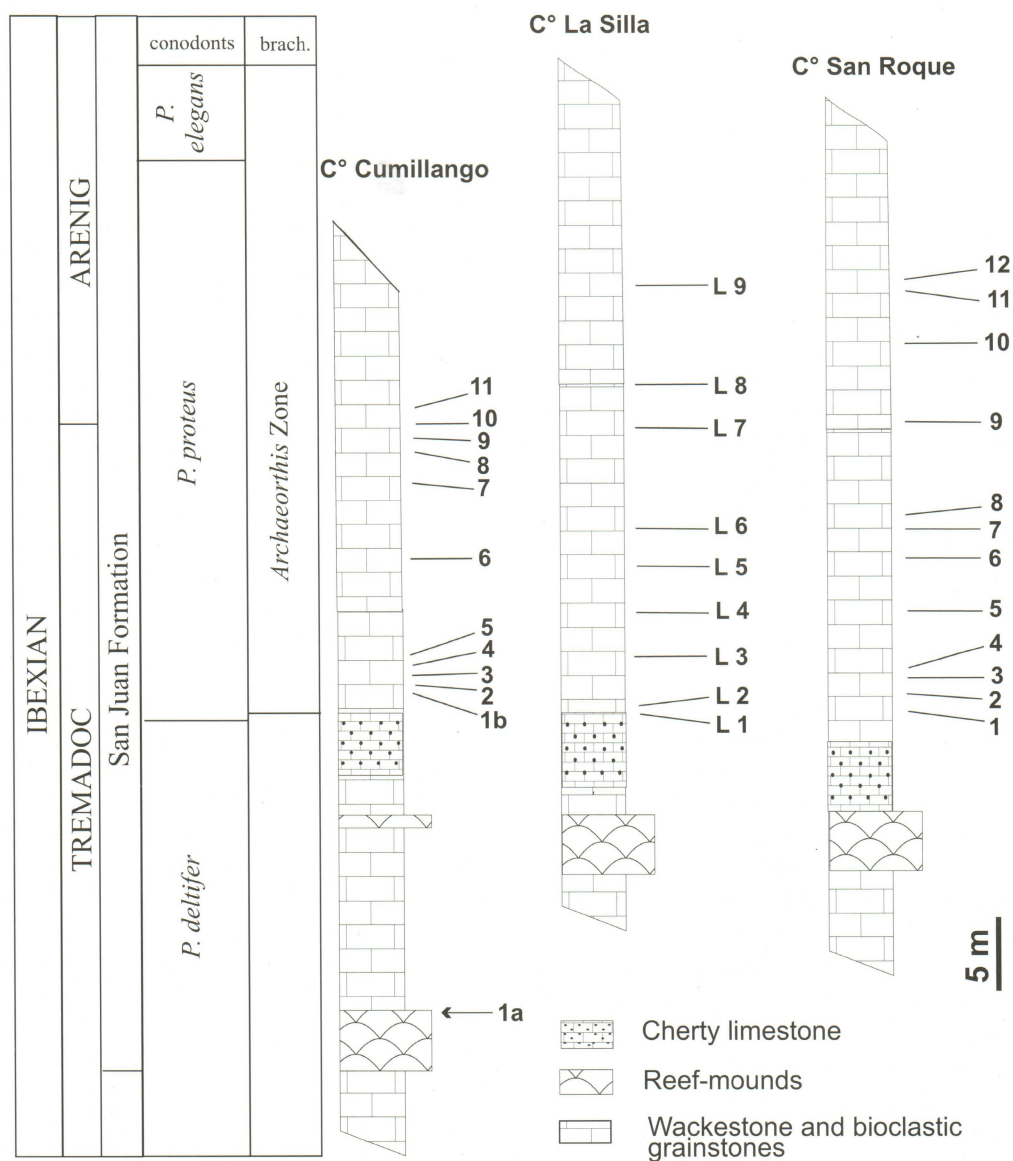 C° La Silla
conodonts
brach.
C° San Roque
P.
elegans
C° Cumillango
ARENIG
12
L 9
11
10
11
L 8
10
9
L 7
9
8
7
P. proteus
Archaeorthis Zone
8
L 6
7
6
L 5
6
San Juan Formation
L 4
5
IBEXIAN
5
4
4
L 3
3
3
2
L 2
2
1b
L 1
1
TREMADOC
P. deltifer
5 m
1a
Cherty limestone
Reef-mounds
Wackestone and bioclastic
grainstones